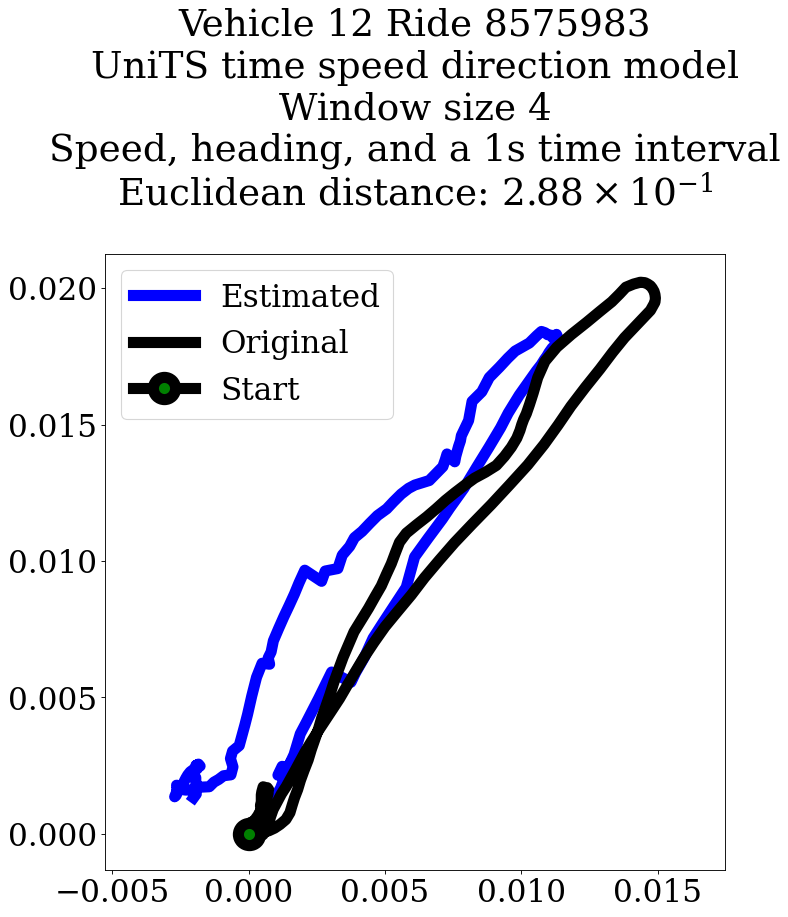 Vehicle 12 Ride 8575983
UniTS time speed direction model
Window size 4
Speed, heading, and a 1s time interval
Euclidean distance: 2.88 × 10⁻¹
Estimated
Original
Start
0.020
0.015
0.010
0.005
0.000
−0.005 0.000 0.005 0.010 0.015